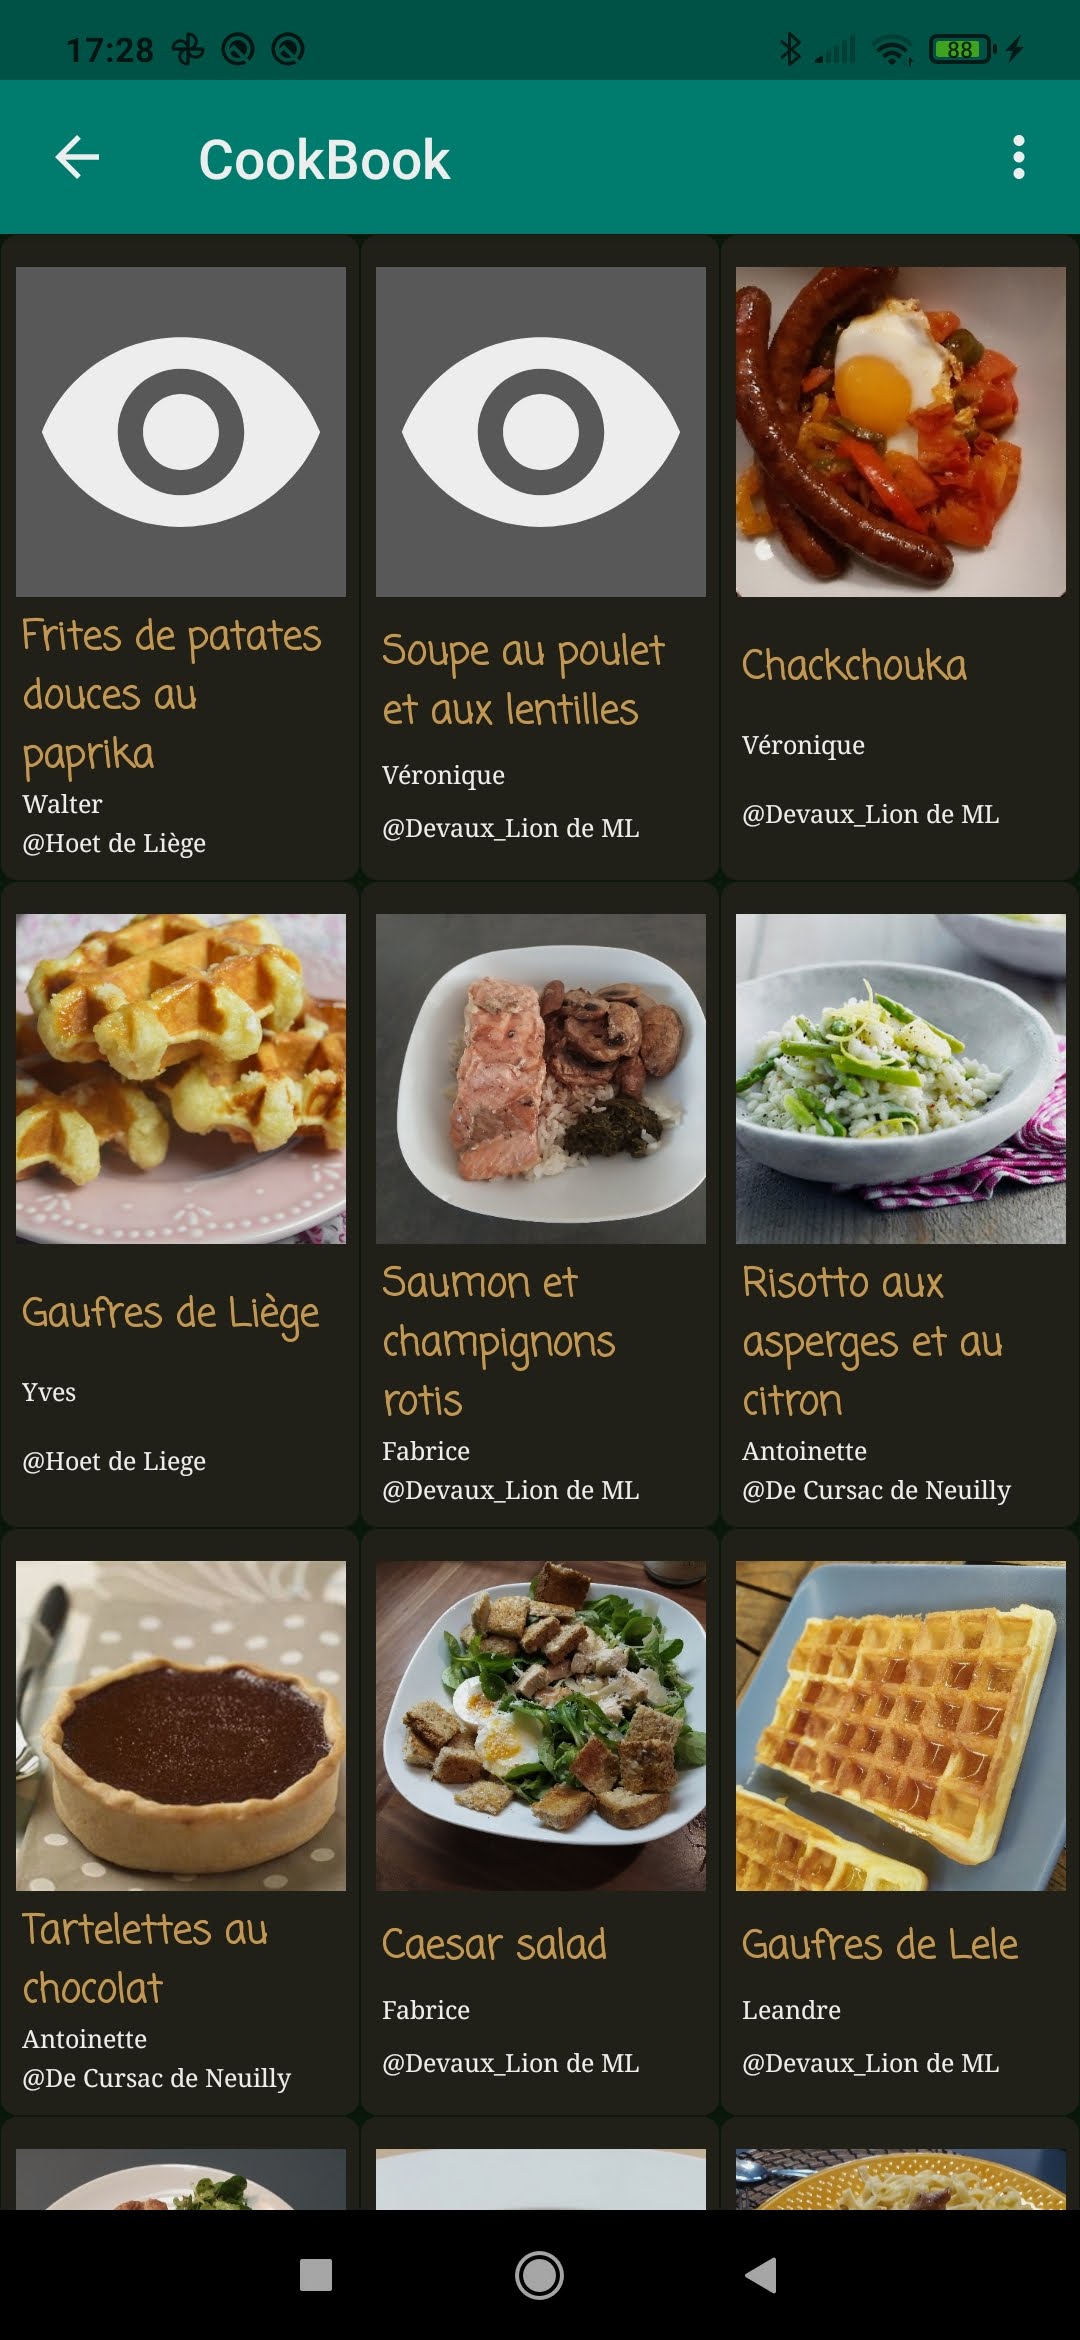 17:28
88
CookBook
Frites de patates
douces au
paprika
Walter
@Hoet de Liège
Soupe au poulet
et aux lentilles
Véronique
@Devaux_Lion de ML
Chackchouka
Véronique
@Devaux_Lion de ML
Gaufres de Liège
Yves
@Hoet de Liege
Saumon et
champignons
rotis
Fabrice
@Devaux_Lion de ML
Risotto aux
asperges et au
citron
Antoinette
@De Cursac de Neuilly
Tartelettes au
chocolat
Antoinette
@De Cursac de Neuilly
Caesar salad
Fabrice
@Devaux_Lion de ML
Gaufres de Lele
Leandre
@Devaux_Lion de ML